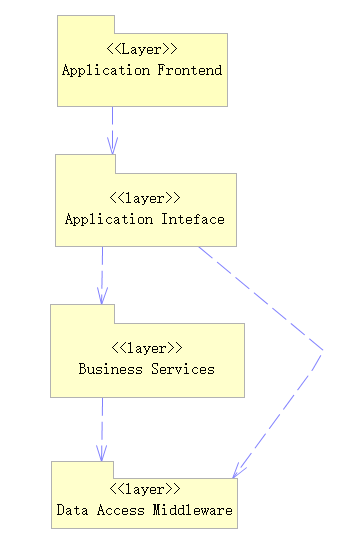 <<Layer>>
Application Frontend
<<layer>>
Application Inteface
<<layer>>
Business Services
<<layer>>
Data Access Middleware